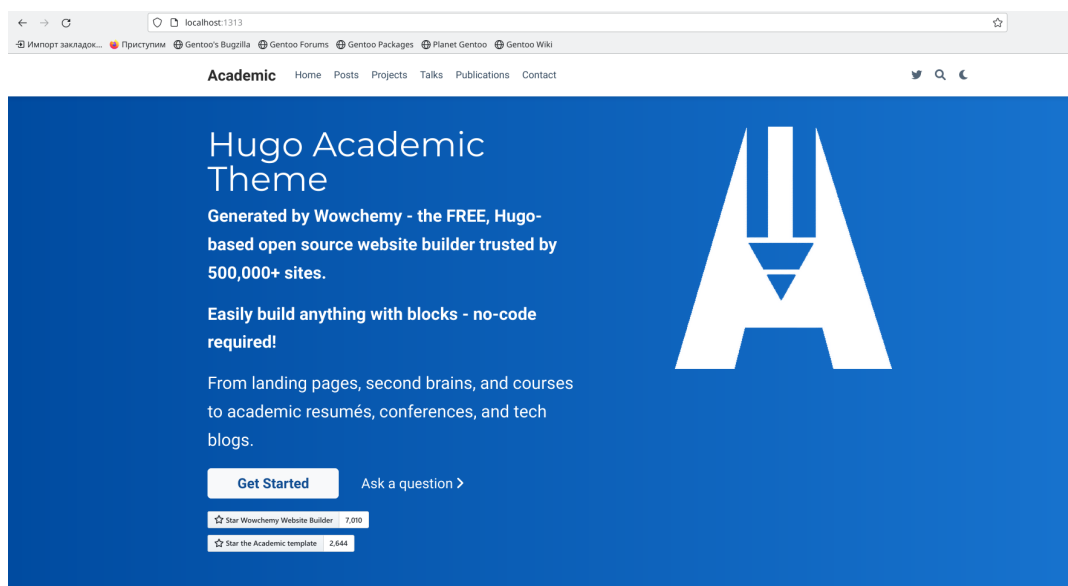 localhost:1313
Импорт закладок... Приступим Gentoo's Bugzilla Gentoo Forums Gentoo Packages Planet Gentoo Gentoo Wiki
Academic Home Posts Projects Talks Publications Contact
Hugo Academic
Theme
Generated by Wowchemy - the FREE, Hugo-
based open source website builder trusted by
500,000+ sites.
Easily build anything with blocks - no-code
required!
From landing pages, second brains, and courses
to academic resumés, conferences, and tech
blogs.
Get Started Ask a question
Star Wowchemy Website Builder 7,010
Star the Academic template 2,644